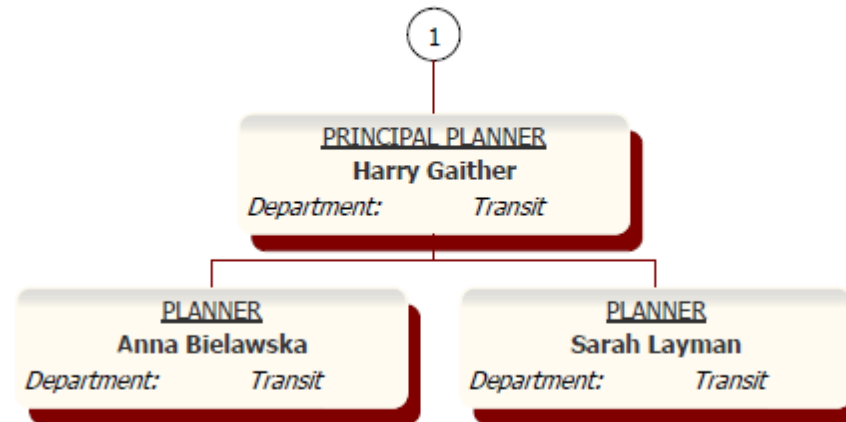 1
PRINCIPAL PLANNER
Harry Gaither
Department: Transit
PLANNER
Anna Bielawska
Department: Transit
PLANNER
Sarah Layman
Department: Transit